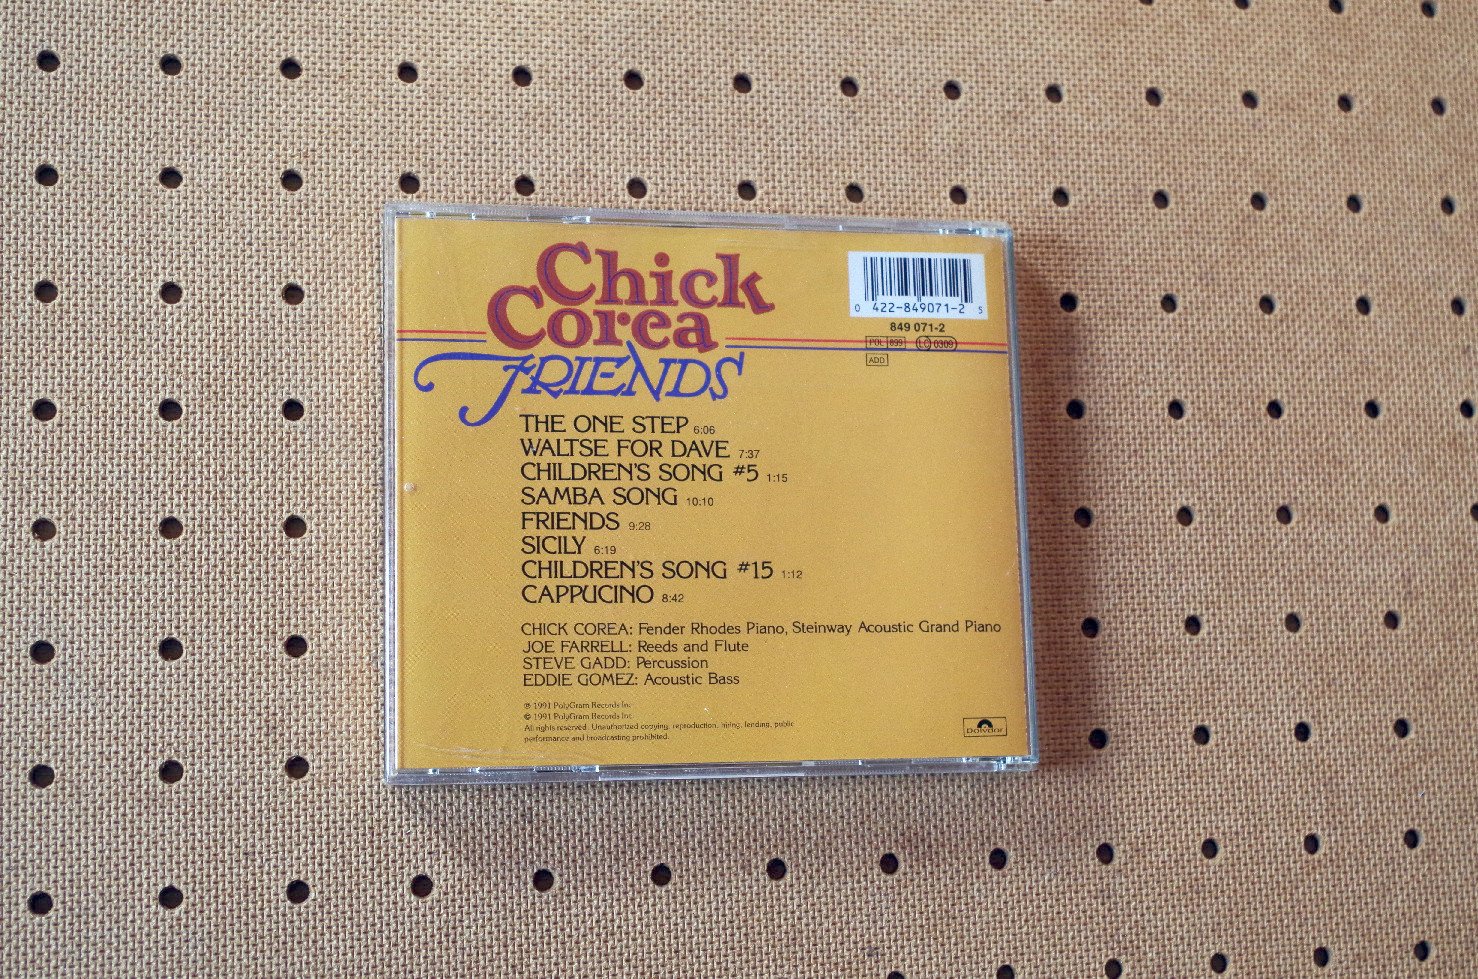 Chick
Corea
FRIENDS
0 422-849071-2 5
849 071-2
POL 899 LC 0309
ADD
THE ONE STEP 6:06
WALTSE FOR DAVE 7:37
CHILDREN'S SONG #5 1:15
SAMBA SONG 10:10
FRIENDS 9:28
SICILY 6:19
CHILDREN'S SONG #15 1:12
CAPPUCINO 8:42
CHICK COREA: Fender Rhodes Piano, Steinway Acoustic Grand Piano
JOE FARRELL: Reeds and Flute
STEVE GADD: Percussion
EDDIE GOMEZ: Acoustic Bass
℗ 1991 PolyGram Records Inc.
© 1991 PolyGram Records Inc.
All rights reserved. Unauthorized copying, reproduction, hiring, lending, public
performance and broadcasting prohibited.
Polydor